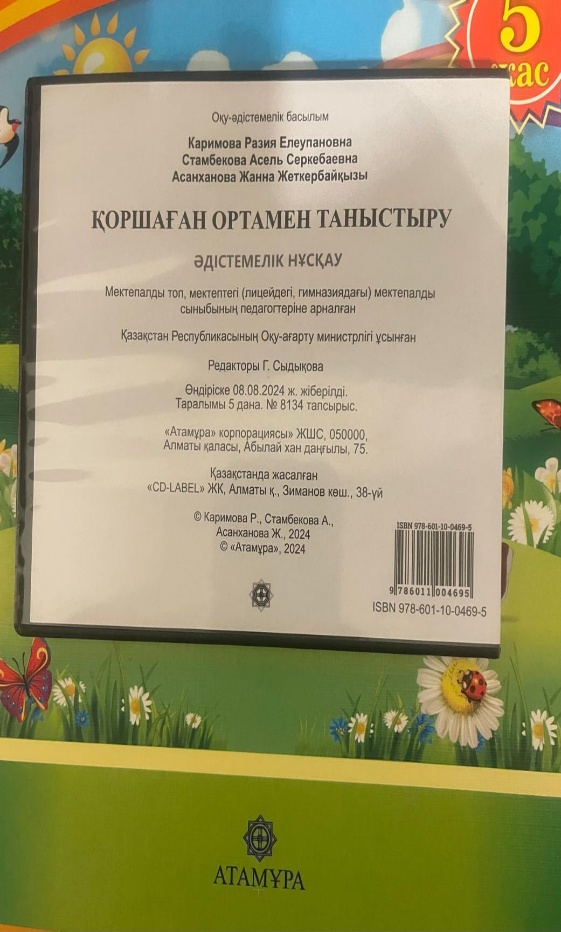 5
жас
Оқу-әдістемелік басылым
Каримова Разия Елеупановна
Стамбекова Асель Серкебаевна
Асанханова Жанна Жеткербайқызы
ҚОРШАҒАН ОРТАМЕН ТАНЫСТЫРУ
ӘДІСТЕМЕЛІК НҰСҚАУ
Мектепалды топ, мектептегі (лицейдегі, гимназиядағы) мектепалды
сыныбының педагогтеріне арналған
Қазақстан Республикасының Оқу-ағарту министрлігі ұсынған
Редакторы Г. Сыдықова
Өндіріске 08.08.2024 ж. жіберілді.
Таралымы 5 дана. № 8134 тапсырыс.
«Атамұра» корпорациясы» ЖШС, 050000,
Алматы қаласы, Абылай хан даңғылы, 75.
Қазақстанда жасалған
«CD-LABEL» ЖК, Алматы қ., Зиманов көш., 38-үй
© Каримова Р., Стамбекова А.,
Асанханова Ж., 2024
© «Атамұра», 2024
ISBN 978-601-10-0469-5
9 786011 004695
ISBN 978-601-10-0469-5
АТАМҰРА